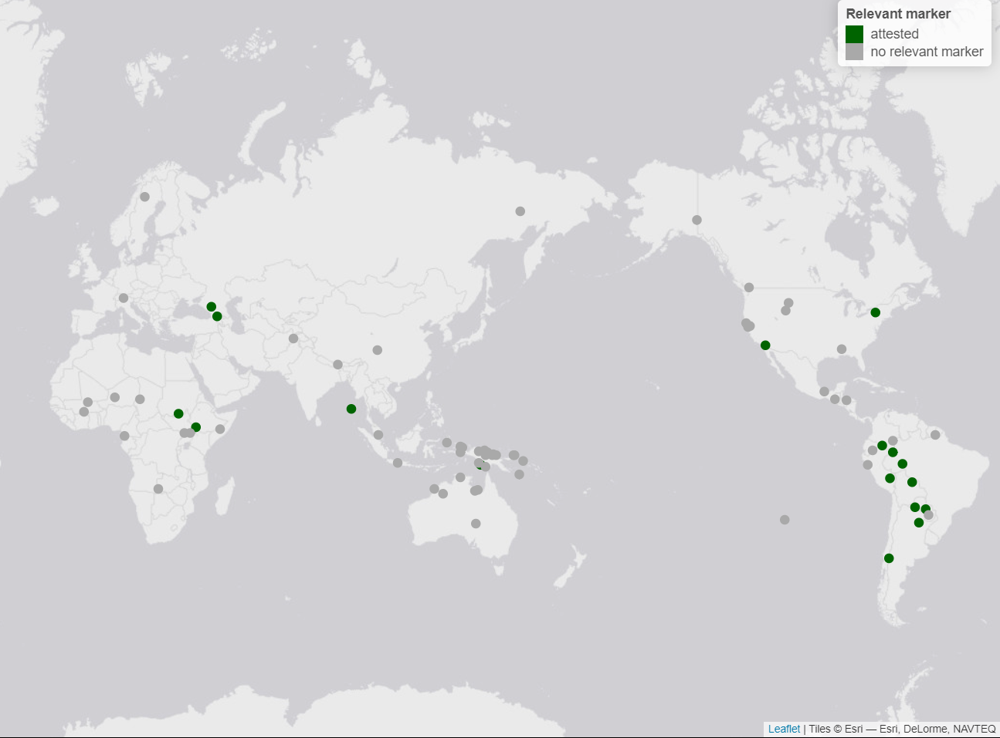 Relevant marker
attested
no relevant marker
Leaflet | Tiles © Esri — Esri, DeLorme, NAVTEQ